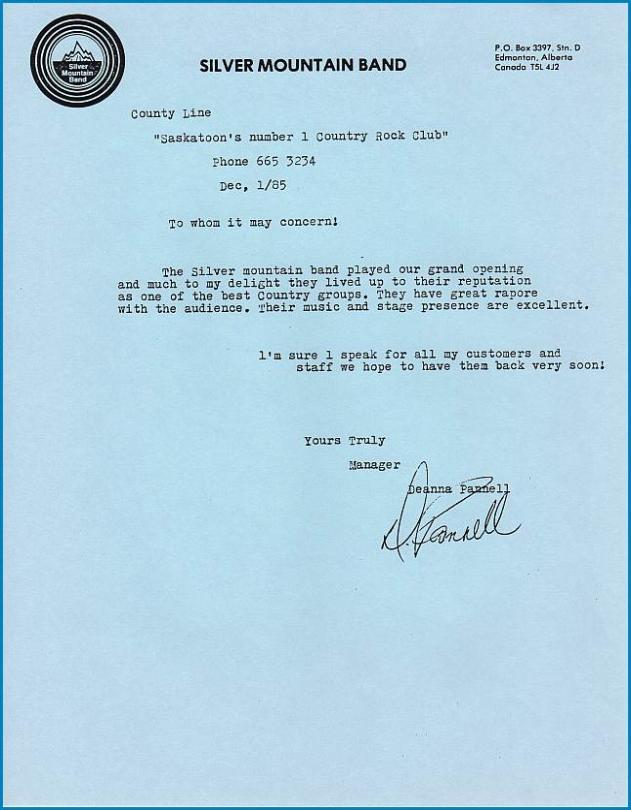 Silver
Mountain
Band
SILVER MOUNTAIN BAND
P.O. Box 3397, Stn. D
Edmonton, Alberta
Canada T5L 4J2
County Line
"Saskatoon's number 1 Country Rock Club"
Phone 665 3234
Dec, 1/85
To whom it may concern!
The Silver mountain band played our grand opening
and much to my delight they lived up to their reputation
as one of the best Country groups. They have great rapore
with the audience. Their music and stage presence are excellent.
l'm sure l speak for all my customers and
staff we hope to have them back very soon!
Yours Truly
Manager
Deanna Pannell
D. Pannell